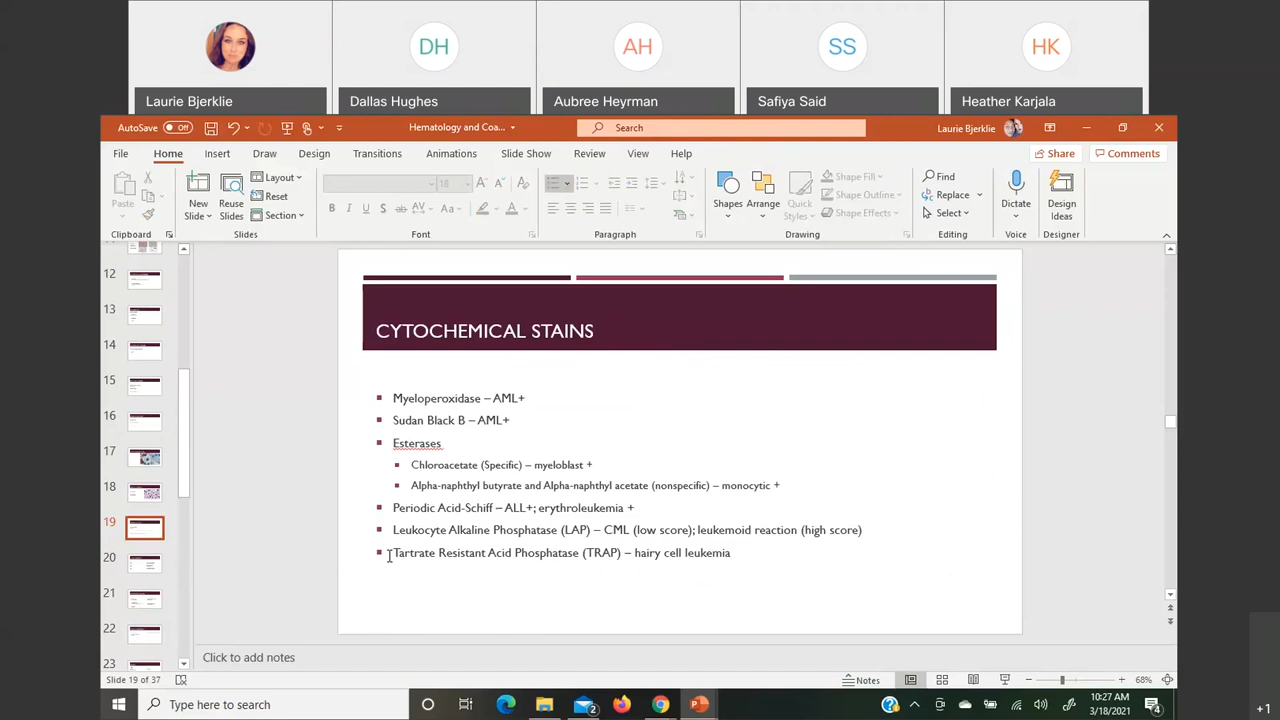 DH
AH
SS
HK
Laurie Bjerklie
Dallas Hughes
Aubree Heyrman
Safiya Said
Heather Karjala
AutoSave Off
Hematology and Coa...
Search
Laurie Bjerklie
File Home Insert Draw Design Transitions Animations Slide Show Review View Help
Share Comments
Paste
New Slides
Reuse Slides
Layout
Reset
Section
18
Shapes
Arrange
Quick Styles
Shape Fill
Shape Outline
Shape Effects
Find
Replace
Select
Dictate
Design Ideas
Clipboard
Slides
Font
Paragraph
Drawing
Editing
Voice
Designer
12
13
14
15
16
17
18
19
20
21
22
23
CYTOCHEMICAL STAINS
Myeloperoxidase – AML+
Sudan Black B – AML+
Esterases
Chloroacetate (Specific) – myeloblast +
Alpha-naphthyl butyrate and Alpha-naphthyl acetate (nonspecific) – monocytic +
Periodic Acid-Schiff – ALL+; erythroleukemia +
Leukocyte Alkaline Phosphatase (LAP) – CML (low score); leukemoid reaction (high score)
Tartrate Resistant Acid Phosphatase (TRAP) – hairy cell leukemia
Click to add notes
Slide 19 of 37
Notes
68%
Type here to search
2
10:27 AM
3/18/2021
4
+1